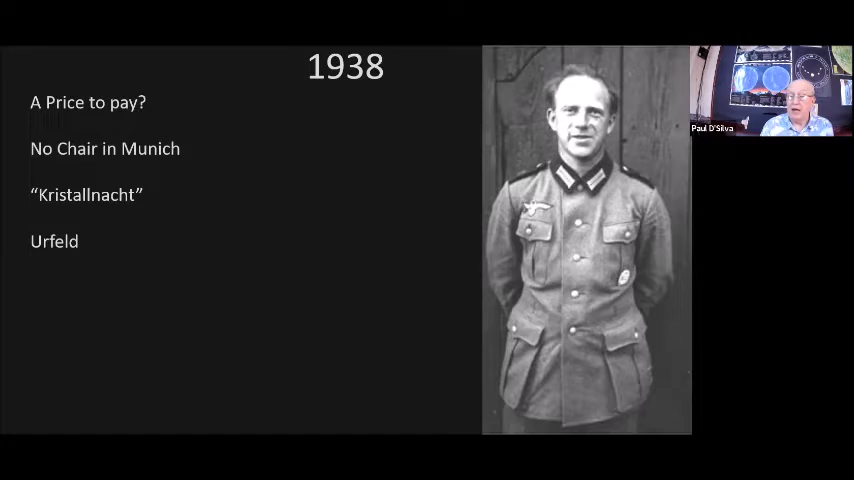 1938
A Price to pay?
No Chair in Munich
“Kristallnacht”
Urfeld
Paul D'Silva